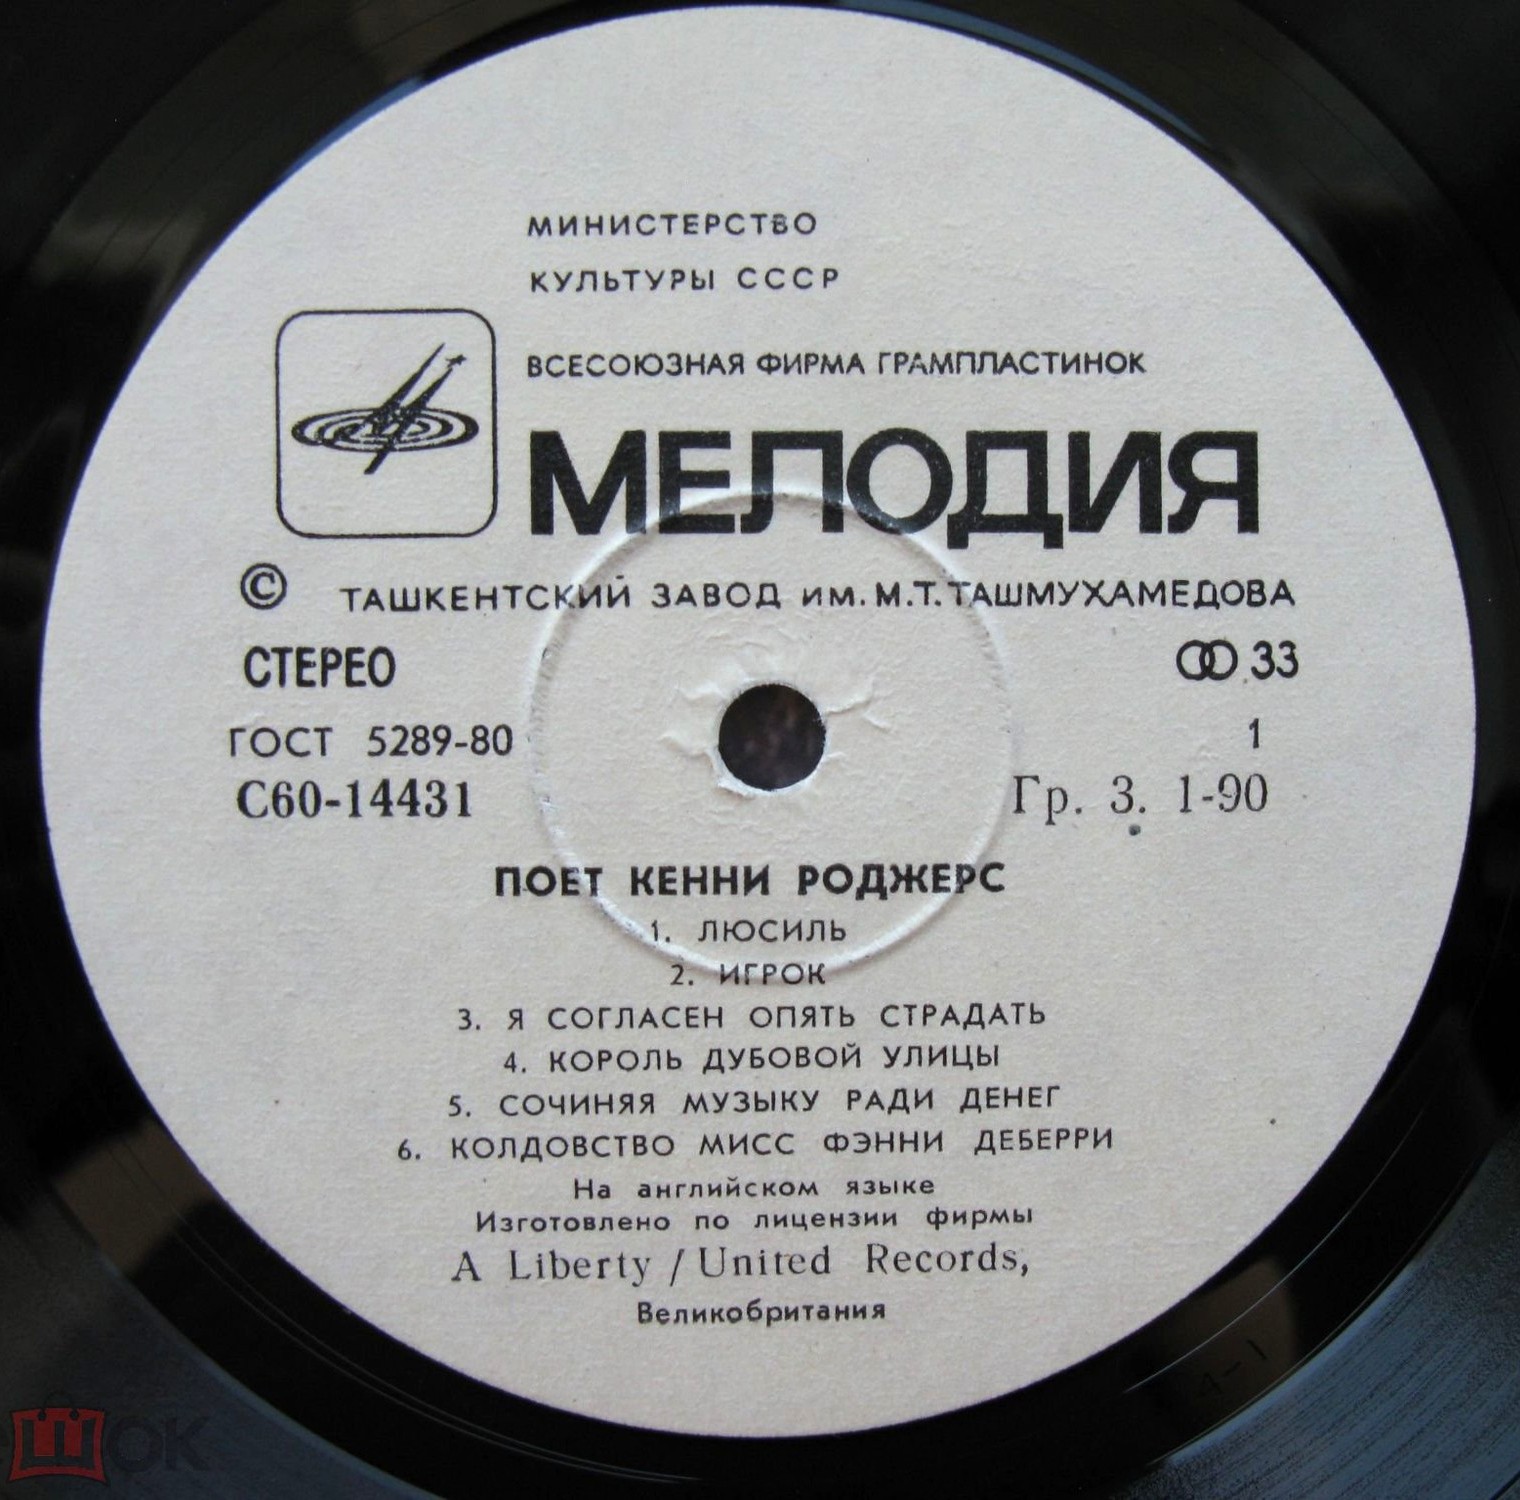 МИНИСТЕРСТВО
КУЛЬТУРЫ СССР
ВСЕСОЮЗНАЯ ФИРМА ГРАМПЛАСТИНОК
МЕЛОДИЯ
© ТАШКЕНТСКИЙ ЗАВОД ИМ. М.Т. ТАШМУХАМЕДОВА
СТЕРЕО 33
ГОСТ 5289-80 1
С60-14431 Гр. 3. 1-90
ПОЕТ КЕННИ РОДЖЕРС
1. ЛЮСИЛЬ
2. ИГРОК
3. Я СОГЛАСЕН ОПЯТЬ СТРАДАТЬ
4. КОРОЛЬ ДУБОВОЙ УЛИЦЫ
5. СОЧИНЯЯ МУЗЫКУ РАДИ ДЕНЕГ
6. КОЛДОВСТВО МИСС ФЭННИ ДЕБЕРРИ
На английском языке
Изготовлено по лицензии фирмы
A Liberty / United Records,
Великобритания
4-1
ШОК